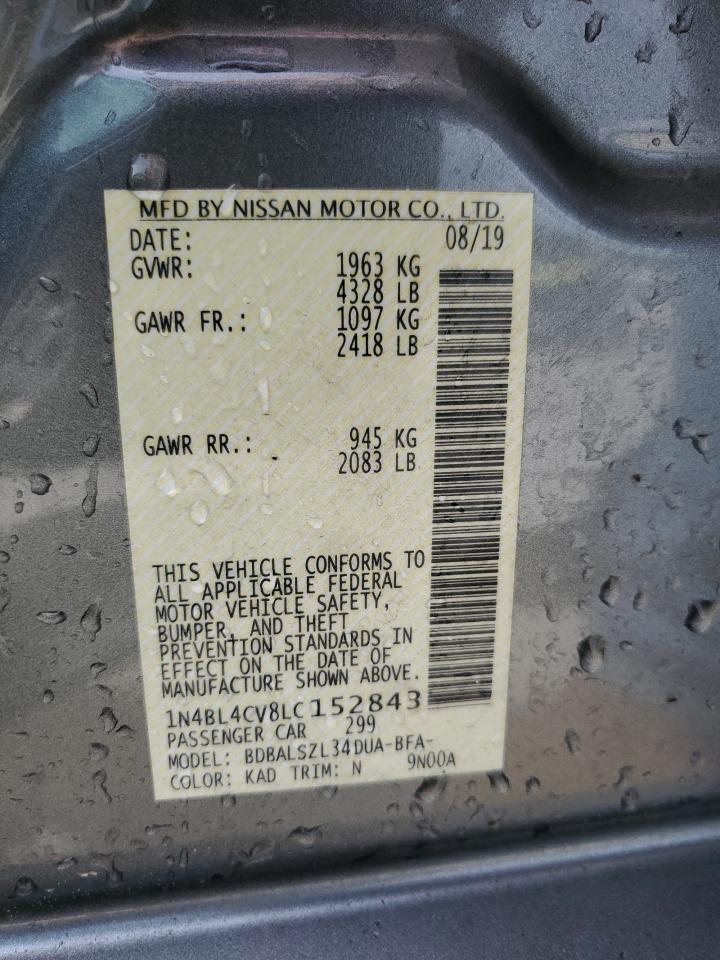 MFD BY NISSAN MOTOR CO., LTD.
DATE: 08/19
GVWR: 1963 KG
4328 LB
GAWR FR.: 1097 KG
2418 LB
GAWR RR.: 945 KG
2083 LB
THIS VEHICLE CONFORMS TO
ALL APPLICABLE FEDERAL
MOTOR VEHICLE SAFETY,
BUMPER, AND THEFT
PREVENTION STANDARDS IN
EFFECT ON THE DATE OF
MANUFACTURE SHOWN ABOVE.
1N4BL4CV8LC152843
PASSENGER CAR 299
MODEL: BDBALSZL34DUA-BFA-
COLOR: KAD TRIM: N 9N00A